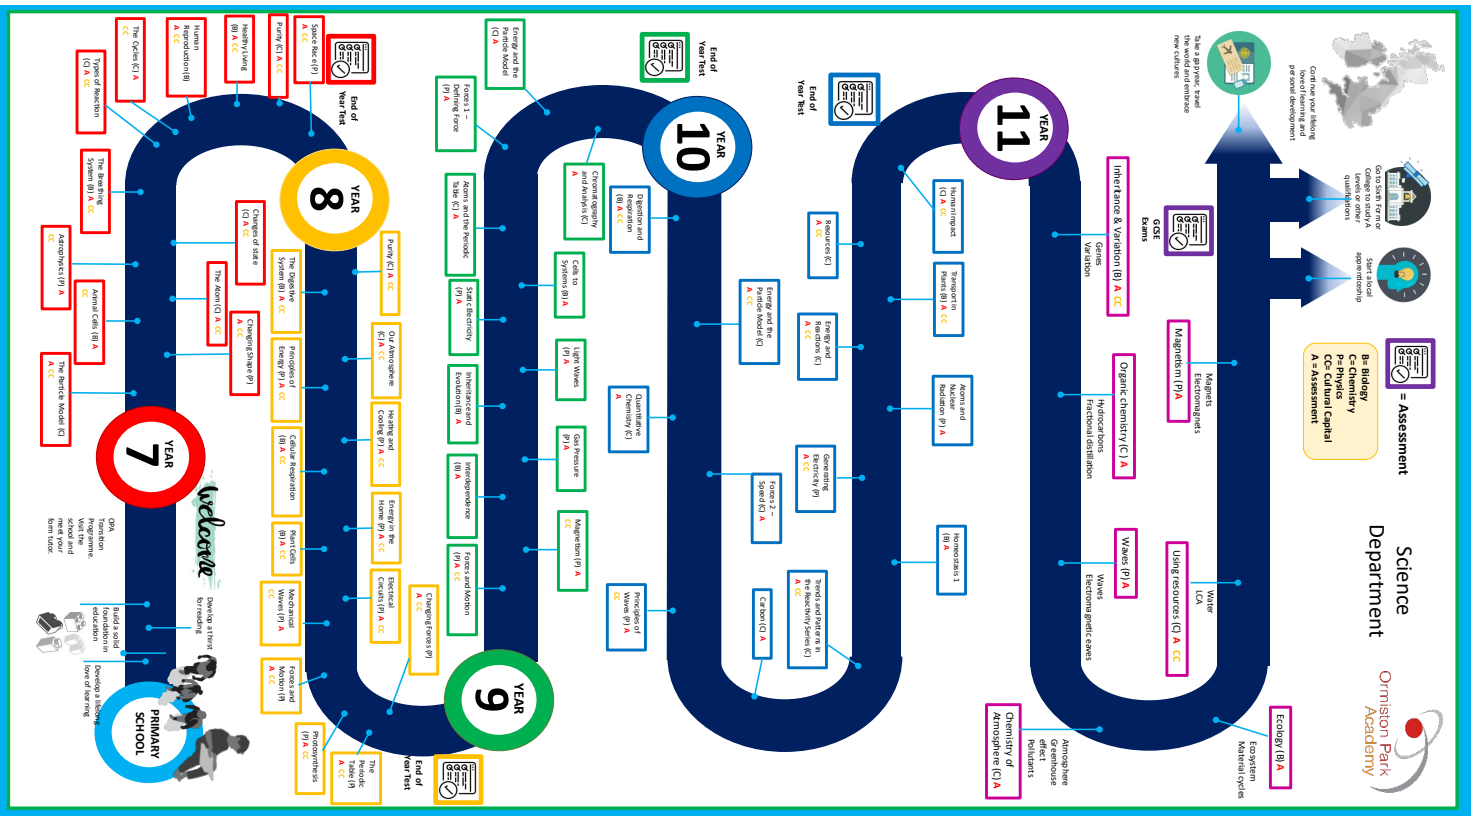 Continue your lifelong
love of learning and
personal development
Go to Sixth Form or
College to study A
Levels or other
qualifications
Start a local
apprenticeship
Take a gap year, travel
the world and embrace
new cultures
= Assessment
B= Biology
C= Chemistry
P= Physics
CC= Cultural Capital
A = Assessment
Science
Department
Ormiston Park
Academy
GCSE
Exams
Magnets
Electromagnets
Magnetism (P)A
Water
LCA
Using resources (C) A CC
Ecology (B) A
Ecosystem
Material cycles
YEAR
11
Inheritance & Variation (B) A CC
Genes
Variation
Organic chemistry (C ) A
Hydrocarbons
Fractional distillation
Waves (P) A
Waves
Electromagnetic eaves
Atmosphere
Greenhouse
effect
Pollutants
Chemistry of
Atmosphere (C) A
Human Impact
(C) A CC
Transport in
Plants (B) A CC
Atoms and
Nuclear
Radiation (P) A
Homeostasis 1
(B) A
End of
Year Test
Resources (C)
A CC
Energy and
Reactions (C)
A CC
Generating
Electricity (P)
A CC
Trends and Patterns in
the Reactivity Series (C)
A CC
Energy and the
Particle Model (C)
A CC
Forces 2 –
Speed (C) A
Carbon (C) A
YEAR
10
End of
Year Test
Digestion and
Respiration
(B) A CC
Quantitative
Chemistry (C)
A
Principles of
Waves (P) A
Chromatography
and Analysis (C)
A
Cells to
Systems (B) A
Light Waves
(P) A
Gas Pressure
(P) A
Magnetism (P) A
CC
Energy and the
Particle Model
(C) A
Forces 1 –
Defining Force
(P) A
Atoms and the Periodic
Table (C) A
Static Electricity
(P) A
Inheritance and
Evolution (B) A
Interdependence
(B) A
Forces and Motion
(P) A CC
YEAR
9
End of
Year Test
Purity (C) A CC
Our Atmosphere
(C) A CC
Heating and
Cooling (P) A CC
Energy in the
Home (P) A CC
Electrical
Circuits (P) A CC
Changing Forces (P)
A CC
YEAR
8
End of
Year Test
The Digestive
System (B) A CC
Principles of
Energy (P) A CC
Cellular Respiration
(B) A CC
Plant Cells
(B) A CC
Mechanical
Waves (P) A
CC
Forces and
Motion (P)
A CC
Photosynthesis
(P) A CC
The
Periodic
Table (P)
A CC
Space Race (P)
A
Purity (C) A CC
Healthy Living
(B) A CC
Human
Reproduction (B)
A CC
The Cycles (C) A
CC
Types of Reaction
(C) A CC
Changes of state
(C) A CC
The Atom (C) A CC
Changing Shape (P)
A CC
The Breathing
System (B) A CC
Astrophysics (P) A
CC
Animal Cells (B) A
CC
The Particle Model (C)
A CC
YEAR
7
welcome
OPA
Transition
Programme.
Visit the
school and
meet your
form tutor.
Develop a thirst
for reading
Build a solid
foundation in
education
Develop a lifelong
love of learning
PRIMARY
SCHOOL